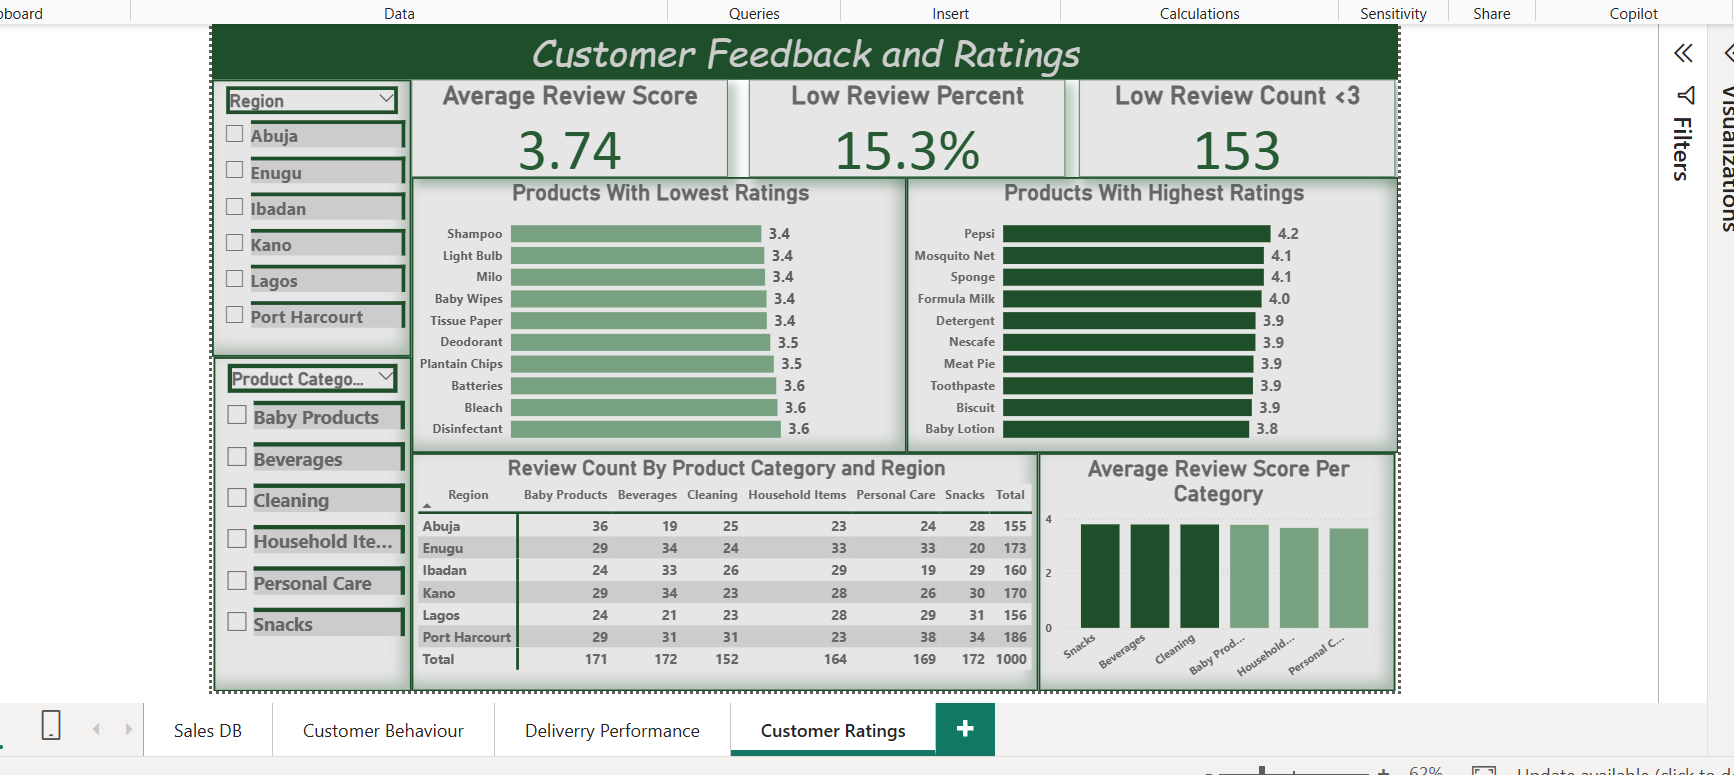 Data Queries Insert Calculations Sensitivity Share Copilot
Customer Feedback and Ratings
Region
Abuja
Enugu
Ibadan
Kano
Lagos
Port Harcourt
Product Catego...
Baby Products
Beverages
Cleaning
Household Ite...
Personal Care
Snacks
Average Review Score
3.74
Low Review Percent
15.3%
Low Review Count <3
153
Products With Lowest Ratings
Shampoo 3.4
Light Bulb 3.4
Milo 3.4
Baby Wipes 3.4
Tissue Paper 3.4
Deodorant 3.5
Plantain Chips 3.5
Batteries 3.6
Bleach 3.6
Disinfectant 3.6
Products With Highest Ratings
Pepsi 4.2
Mosquito Net 4.1
Sponge 4.1
Formula Milk 4.0
Detergent 3.9
Nescafe 3.9
Meat Pie 3.9
Toothpaste 3.9
Biscuit 3.9
Baby Lotion 3.8
Review Count By Product Category and Region
Region Baby Products Beverages Cleaning Household Items Personal Care Snacks Total
Abuja 36 19 25 23 24 28 155
Enugu 29 34 24 33 33 20 173
Ibadan 24 33 26 29 19 29 160
Kano 29 34 23 28 26 30 170
Lagos 24 21 23 28 29 31 156
Port Harcourt 29 31 31 23 38 34 186
Total 171 172 152 164 169 172 1000
Average Review Score Per
Category
4
2
0
Snacks
Beverages
Cleaning
Baby Prod...
Household...
Personal C...
Filters
Visualizations
Sales DB Customer Behaviour Delivery Performance Customer Ratings +
62% Update available (click to